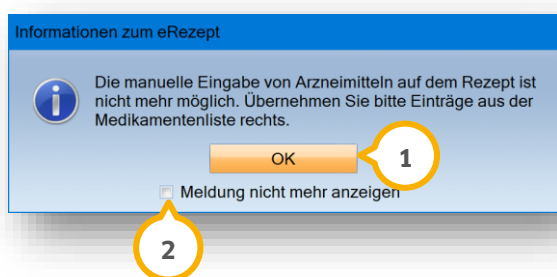 Informationen zum eRezept
Die manuelle Eingabe von Arzneimitteln auf dem Rezept ist
nicht mehr möglich. Übernehmen Sie bitte Einträge aus der
Medikamentenliste rechts.
OK
1
Meldung nicht mehr anzeigen
2